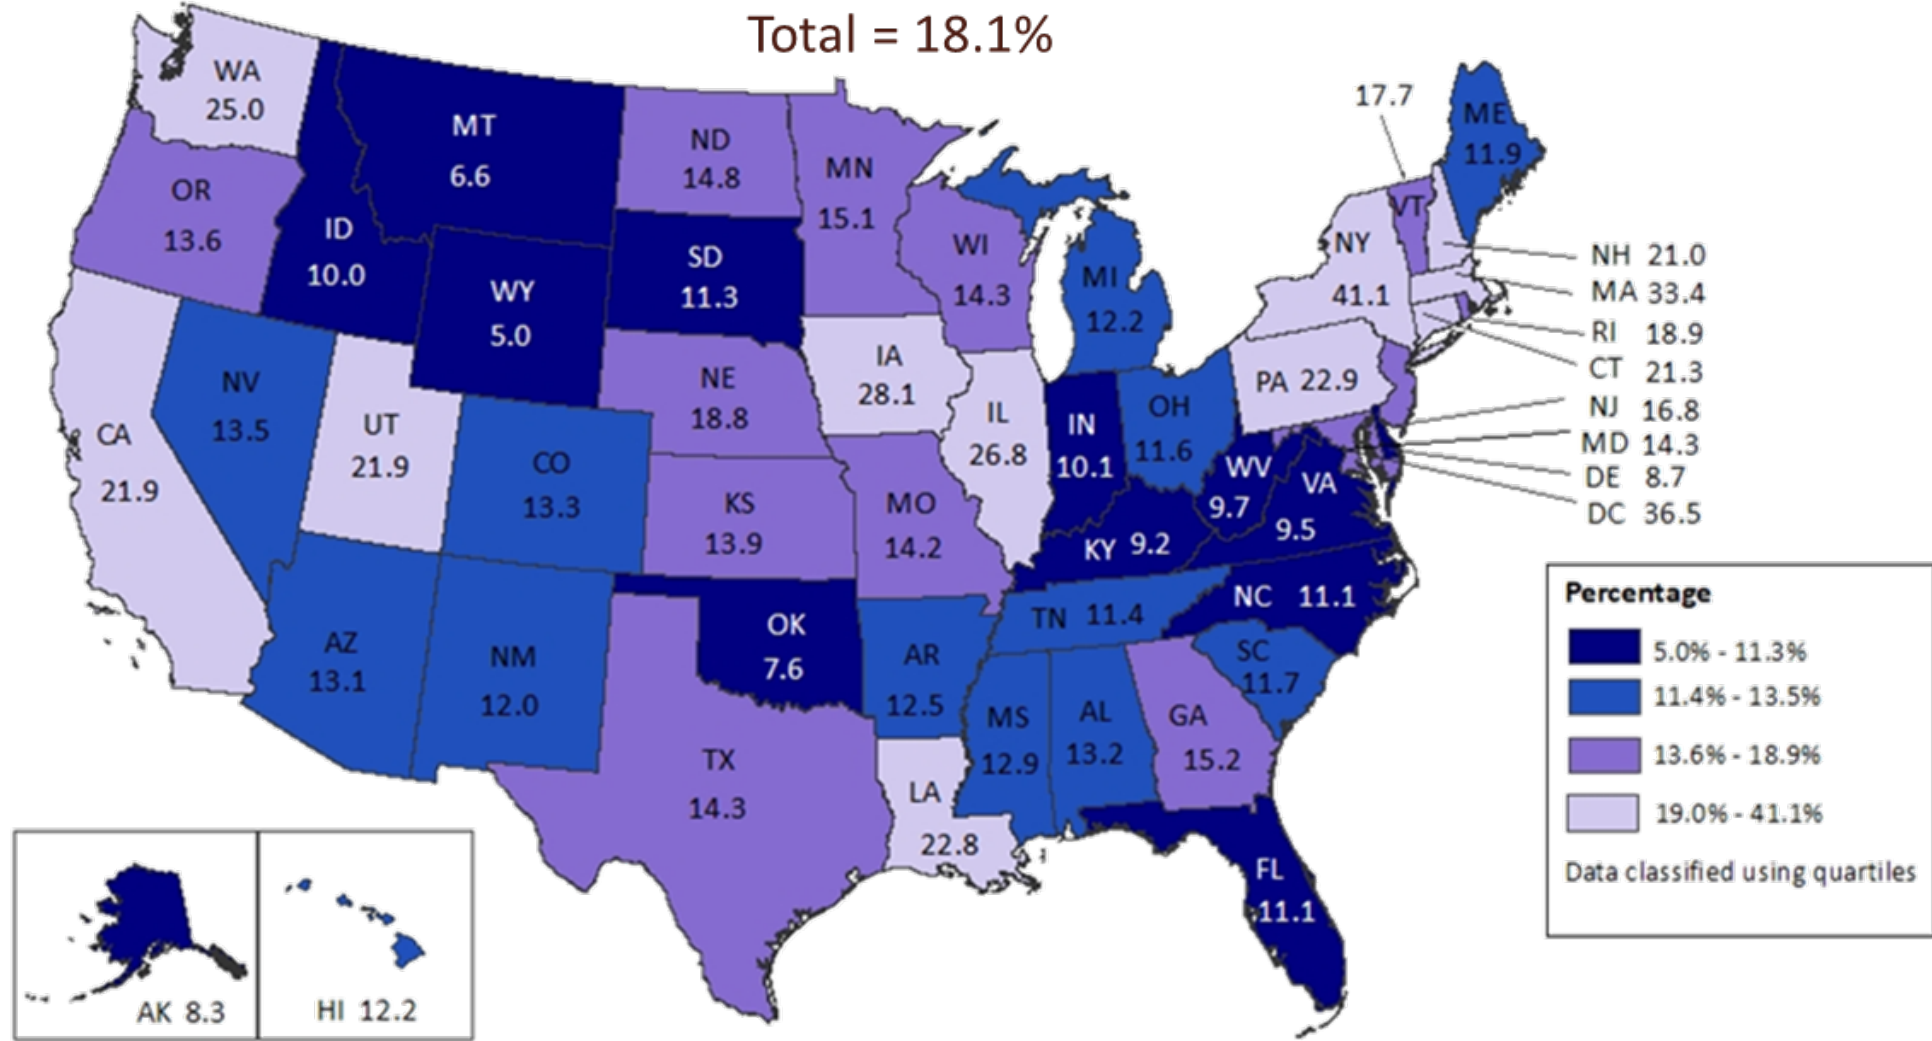 Total = 18.1%
WA
25.0
MT
6.6
ND
14.8
MN
15.1
OR
13.6
ID
10.0
WY
5.0
SD
11.3
WI
14.3
MI
12.2
17.7
VT
ME
11.9
NY
41.1
NH 21.0
MA 33.4
RI 18.9
CT 21.3
NJ 16.8
MD 14.3
DE 8.7
DC 36.5
NV
13.5
UT
21.9
CA
21.9
CO
13.3
NE
18.8
IA
28.1
IL
26.8
IN
10.1
OH
11.6
PA 22.9
WV
9.7
VA
9.5
KS
13.9
MO
14.2
KY 9.2
NC 11.1
TN 11.4
SC
11.7
AZ
13.1
NM
12.0
OK
7.6
AR
12.5
MS
12.9
AL
13.2
GA
15.2
TX
14.3
LA
22.8
FL
11.1
AK 8.3
HI 12.2
Percentage
5.0% - 11.3%
11.4% - 13.5%
13.6% - 18.9%
19.0% - 41.1%
Data classified using quartiles